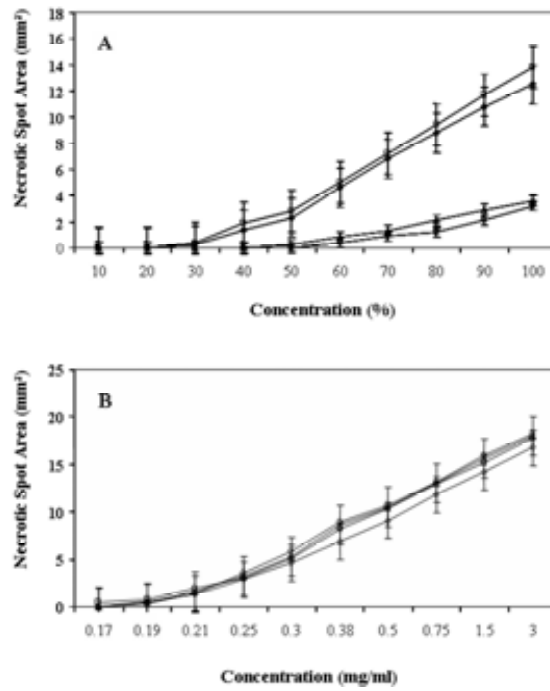 A
Necrotic Spot Area (mm²)
18
16
14
12
10
8
6
4
2
0
10 20 30 40 50 60 70 80 90 100
Concentration (%)
B
Necrotic Spot Area (mm²)
25
20
15
10
5
0
0.17 0.19 0.21 0.25 0.3 0.38 0.5 0.75 1.5 3
Concentration (mg/ml)